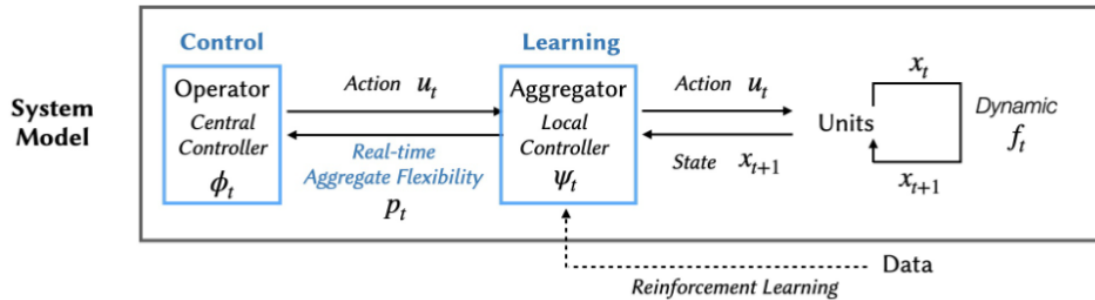 System
Model
Control
Operator
Central
Controller
ϕt
Action ut
Real-time
Aggregate Flexibility
pt
Learning
Aggregator
Local
Controller
ψt
Action ut
State xt+1
Units
xt
Dynamic
ft
xt+1
Data
Reinforcement Learning